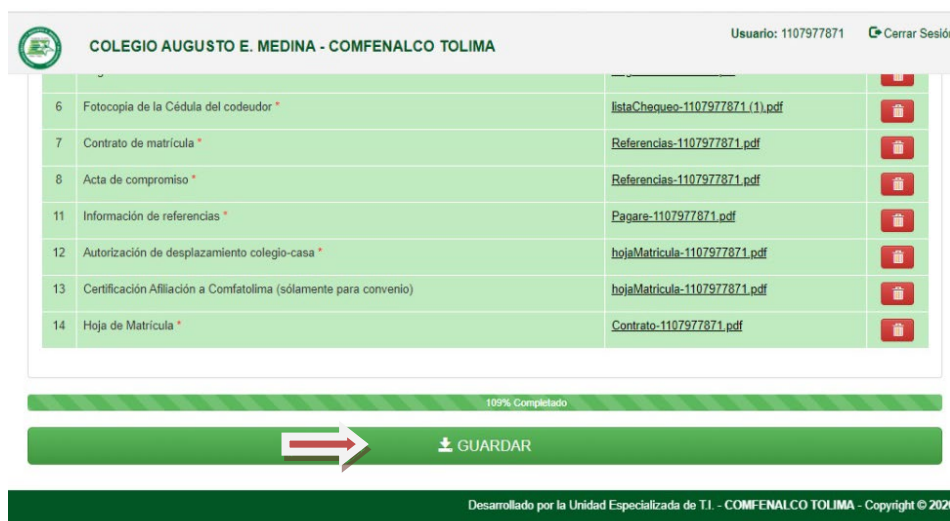 COLEGIO AUGUSTO E. MEDINA - COMFENALCO TOLIMA
Usuario: 1107977871 Cerrar Sesión
6 Fotocopia de la Cédula del codeudor * listaChequeo-1107977871 (1).pdf
7 Contrato de matrícula * Referencias-1107977871.pdf
8 Acta de compromiso * Referencias-1107977871.pdf
11 Información de referencias * Pagare-1107977871.pdf
12 Autorización de desplazamiento colegio-casa * hojaMatricula-1107977871.pdf
13 Certificación Afiliación a Comfatolima (sólamente para convenio) hojaMatricula-1107977871.pdf
14 Hoja de Matrícula * Contrato-1107977871.pdf
109% Completado
GUARDAR
Desarrollado por la Unidad Especializada de T.I. - COMFENALCO TOLIMA - Copyright © 2020